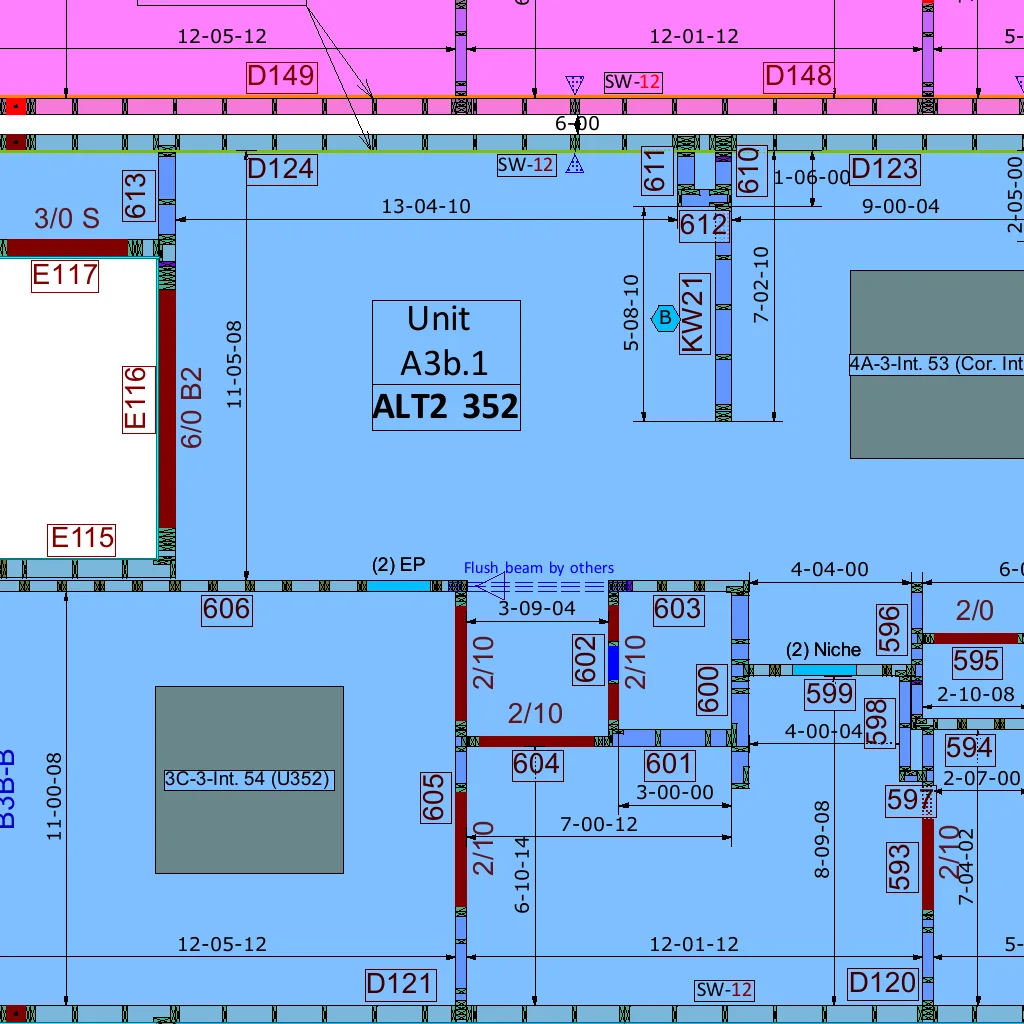 12-05-12
12-01-12
5-
D149
SW-12
D148
6-00
D124
SW-12
611
610
1-06-00
D123
2-05-00
613
3/0 S
13-04-10
612
9-00-04
E117
5-08-10
B
KW21
7-02-10
11-05-08
Unit
A3b.1
ALT2 352
4A-3-Int. 53 (Cor. Int
E116
6/0 B2
E115
(2) EP
Flush beam by others
4-04-00
6-0
606
3-09-04
603
596
2/0
2/10
602
2/10
(2) Niche
595
600
599
2-10-08
2/10
598
4-00-04
594
604
601
3C-3-Int. 54 (U352)
2-07-00
B3B-B
11-00-08
605
3-00-00
597
7-00-12
2/10
6-10-14
8-09-08
593
2/10
7-04-02
12-05-12
12-01-12
5-
D121
SW-12
D120